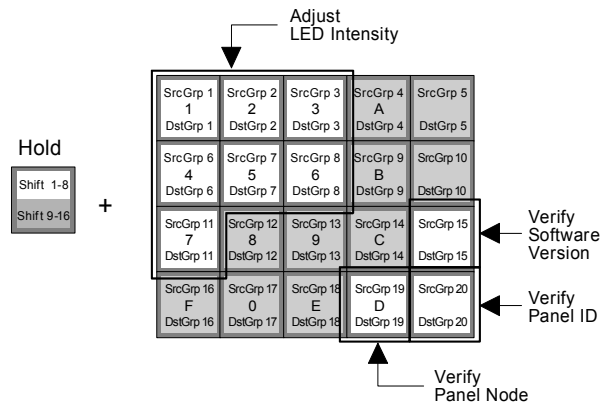 Adjust
LED Intensity
Hold
Shift 1-8
Shift 9-16
+
SrcGrp 1
1
DstGrp 1
SrcGrp 2
2
DstGrp 2
SrcGrp 3
3
DstGrp 3
SrcGrp 4
A
DstGrp 4
SrcGrp 5
DstGrp 5
SrcGrp 6
4
DstGrp 6
SrcGrp 7
5
DstGrp 7
SrcGrp 8
6
DstGrp 8
SrcGrp 9
B
DstGrp 9
SrcGrp 10
DstGrp 10
SrcGrp 11
7
DstGrp 11
SrcGrp 12
8
DstGrp 12
SrcGrp 13
9
DstGrp 13
SrcGrp 14
C
DstGrp 14
SrcGrp 15
DstGrp 15
SrcGrp 16
F
DstGrp 16
SrcGrp 17
0
DstGrp 17
SrcGrp 18
E
DstGrp 18
SrcGrp 19
D
DstGrp 19
SrcGrp 20
DstGrp 20
Verify
Software
Version
Verify
Panel ID
Verify
Panel Node